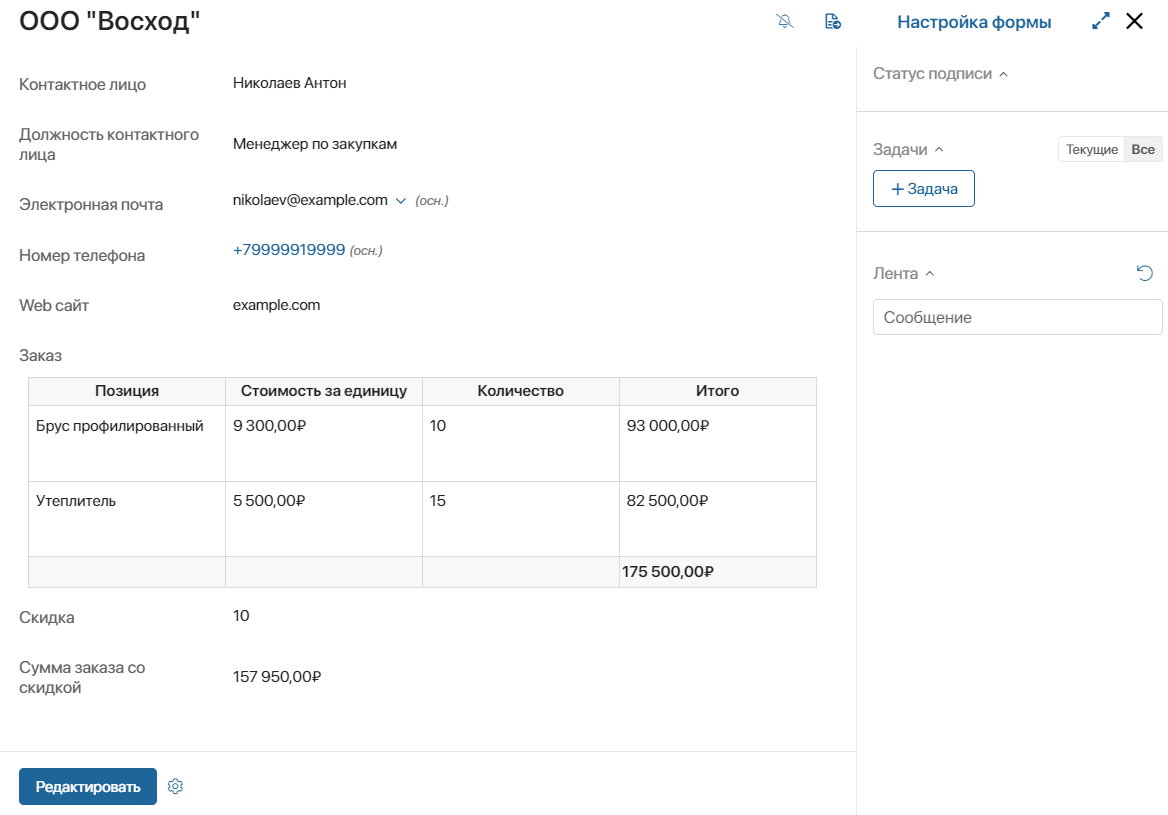 ООО "Восход"
Настройка формы
Контактное лицо
Николаев Антон
Должность контактного
лица
Менеджер по закупкам
Электронная почта
nikolaev@example.com (осн.)
Номер телефона
+79999919999 (осн.)
Web сайт
example.com
Заказ
Позиция Стоимость за единицу Количество Итого
Брус профилированный 9 300,00₽ 10 93 000,00₽
Утеплитель 5 500,00₽ 15 82 500,00₽
175 500,00₽
Скидка
10
Сумма заказа со
скидкой
157 950,00₽
Редактировать
Статус подписи
Задачи
Текущие Все
+ Задача
Лента
Сообщение